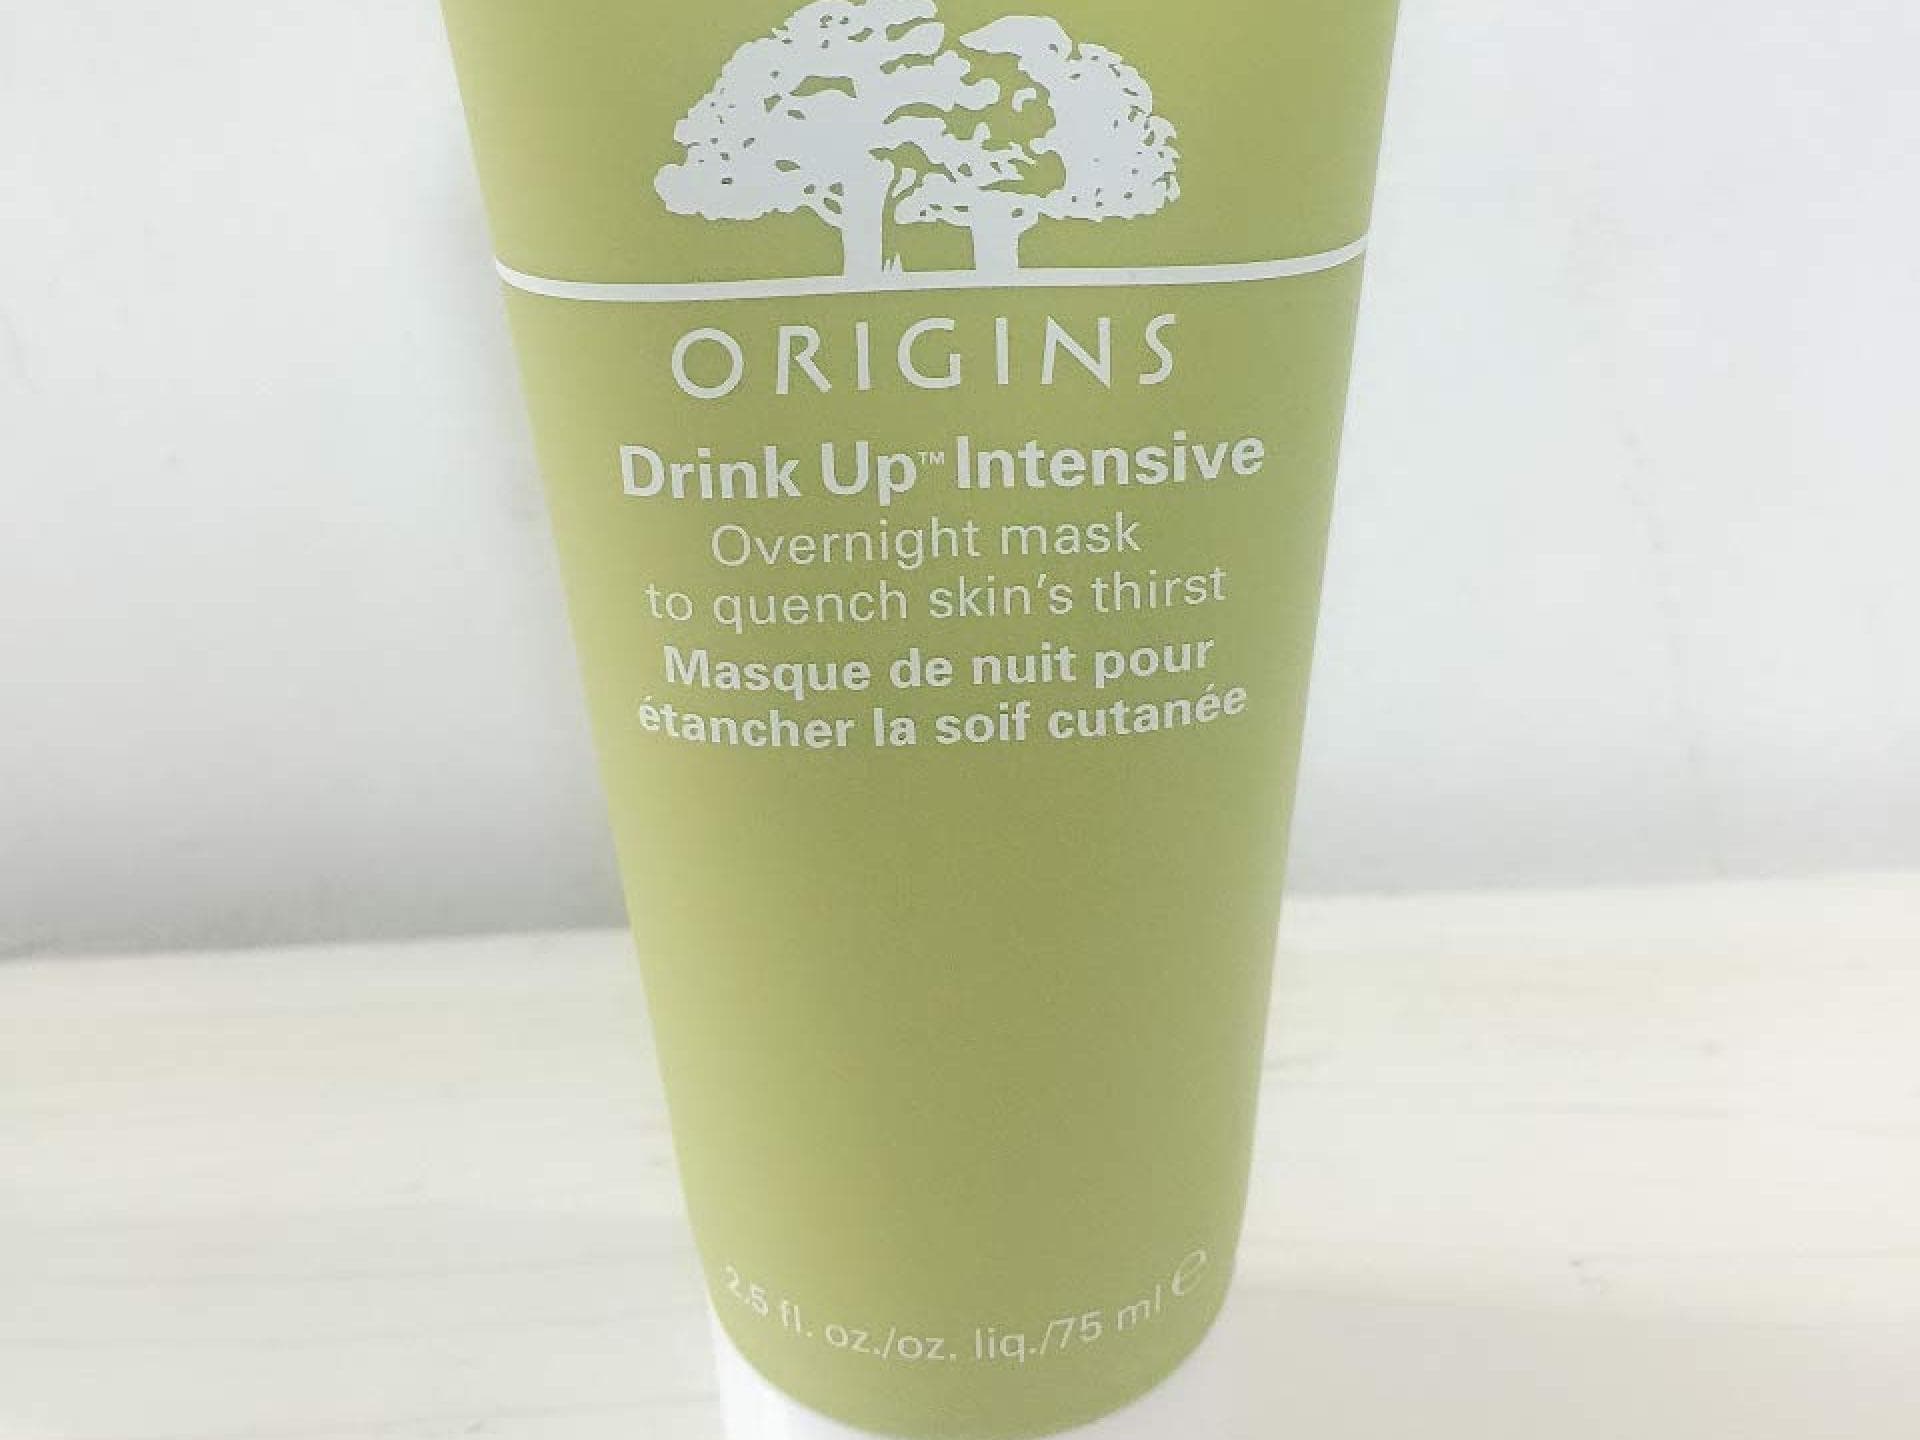 ORIGINS
Drink Up™ Intensive
Overnight mask
to quench skin's thirst
Masque de nuit pour
étancher la soif cutanée
2.5 fl. oz./oz. liq./75 ml ℮